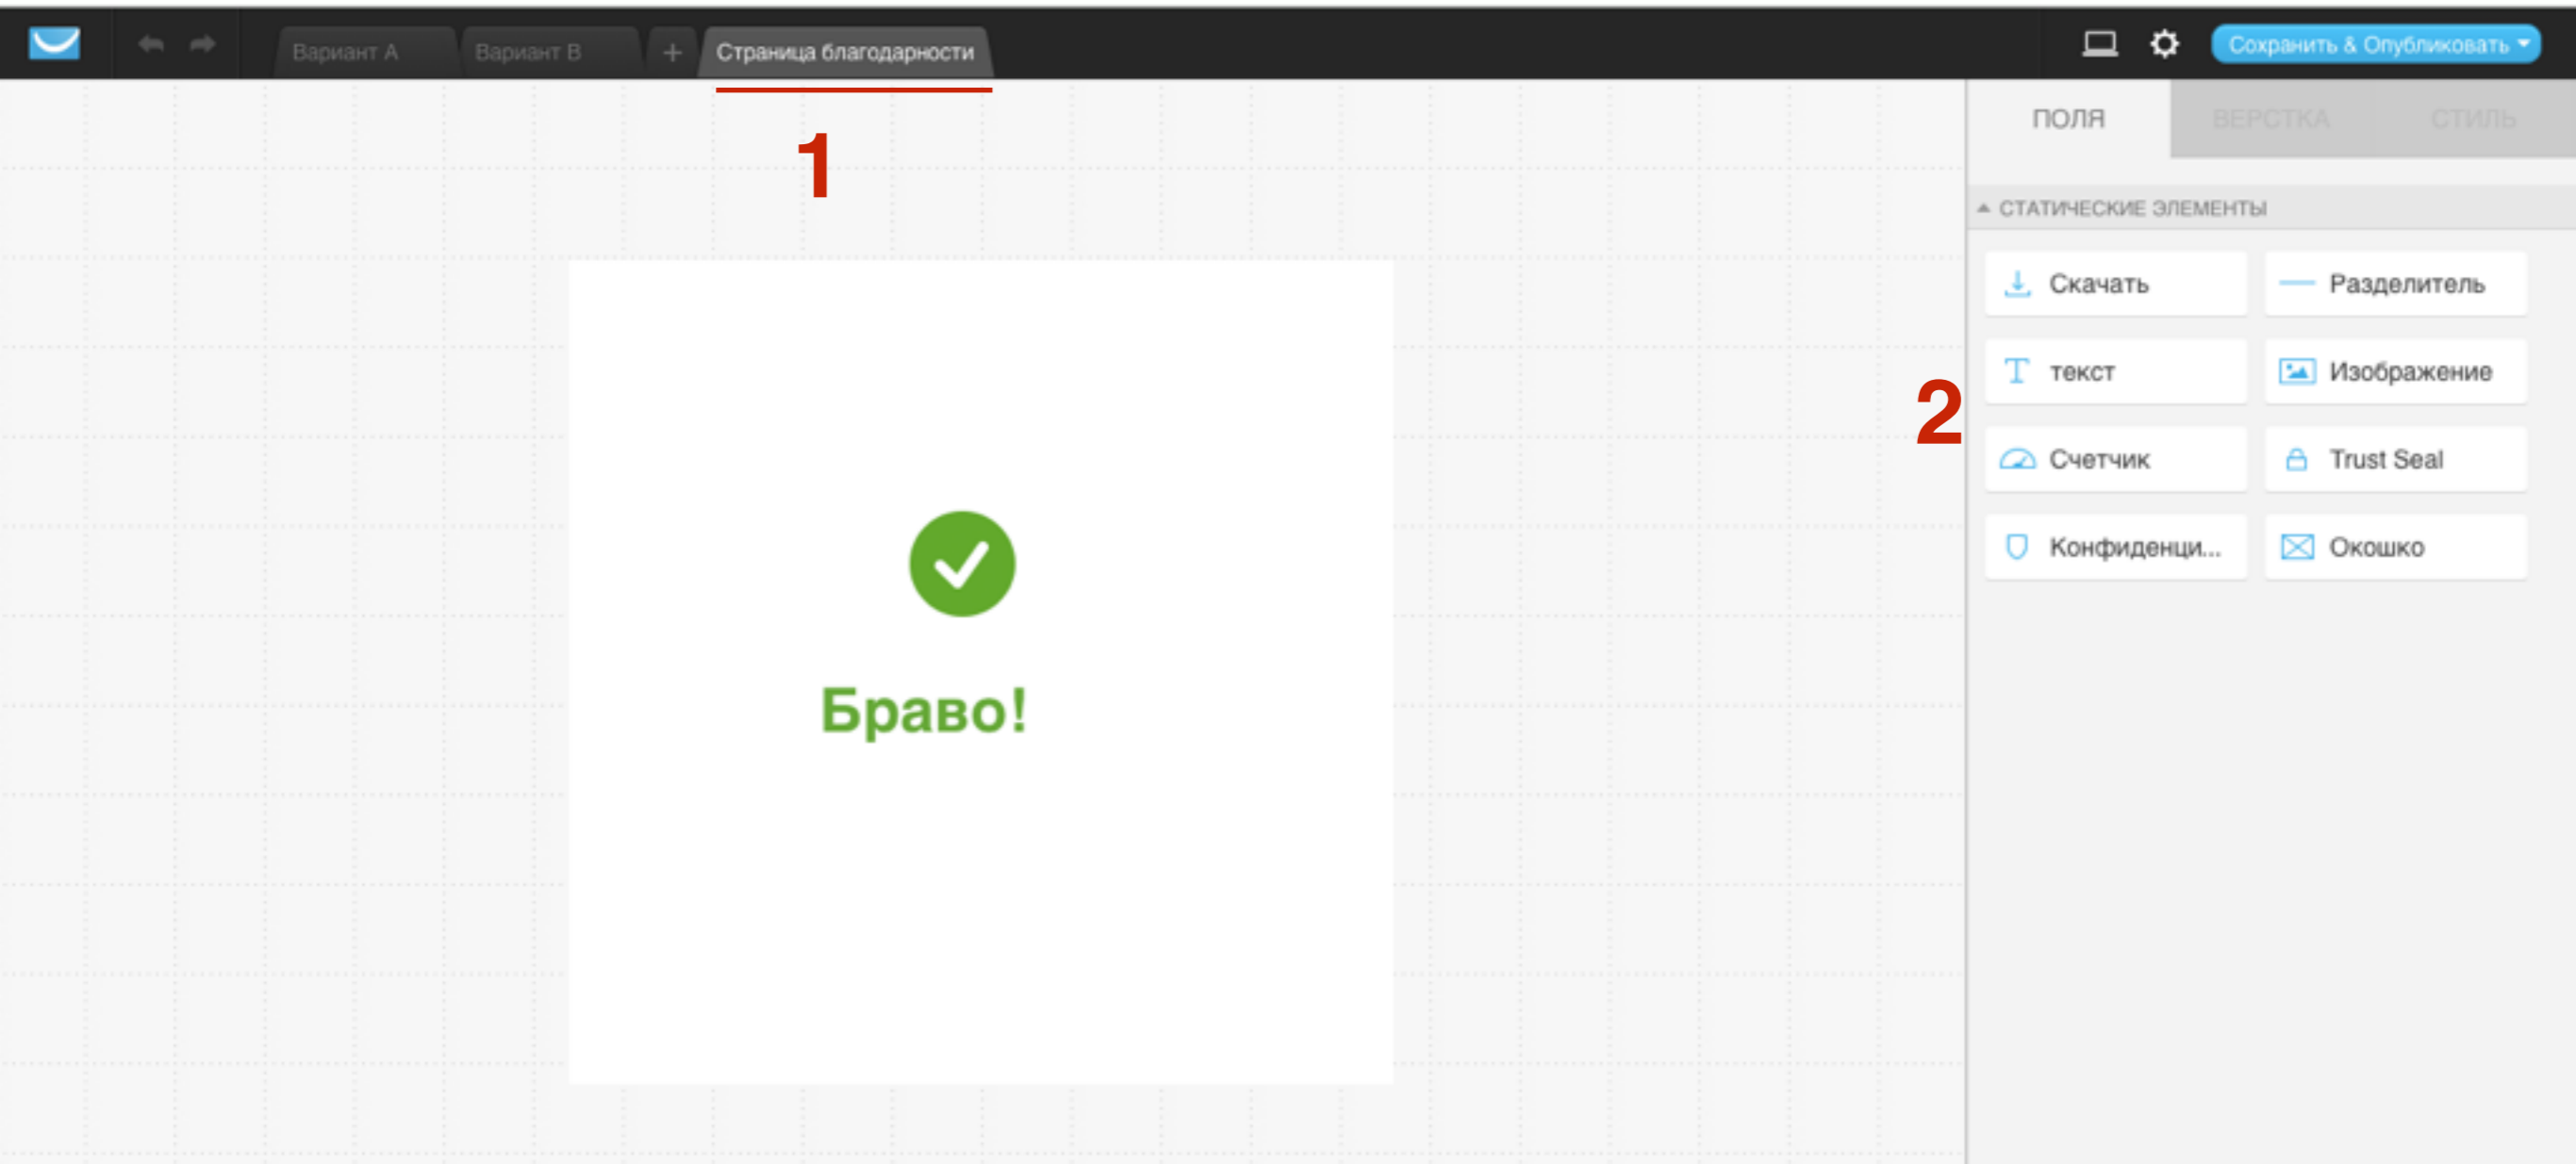 Вариант A
Вариант B
+
Страница благодарности
Сохранить & Опубликовать
1
ПОЛЯ
ВЕРСТКА
СТИЛЬ
СТАТИЧЕСКИЕ ЭЛЕМЕНТЫ
Скачать
Разделитель
текст
Изображение
2
Счетчик
Trust Seal
Конфиденци...
Окошко
Браво!